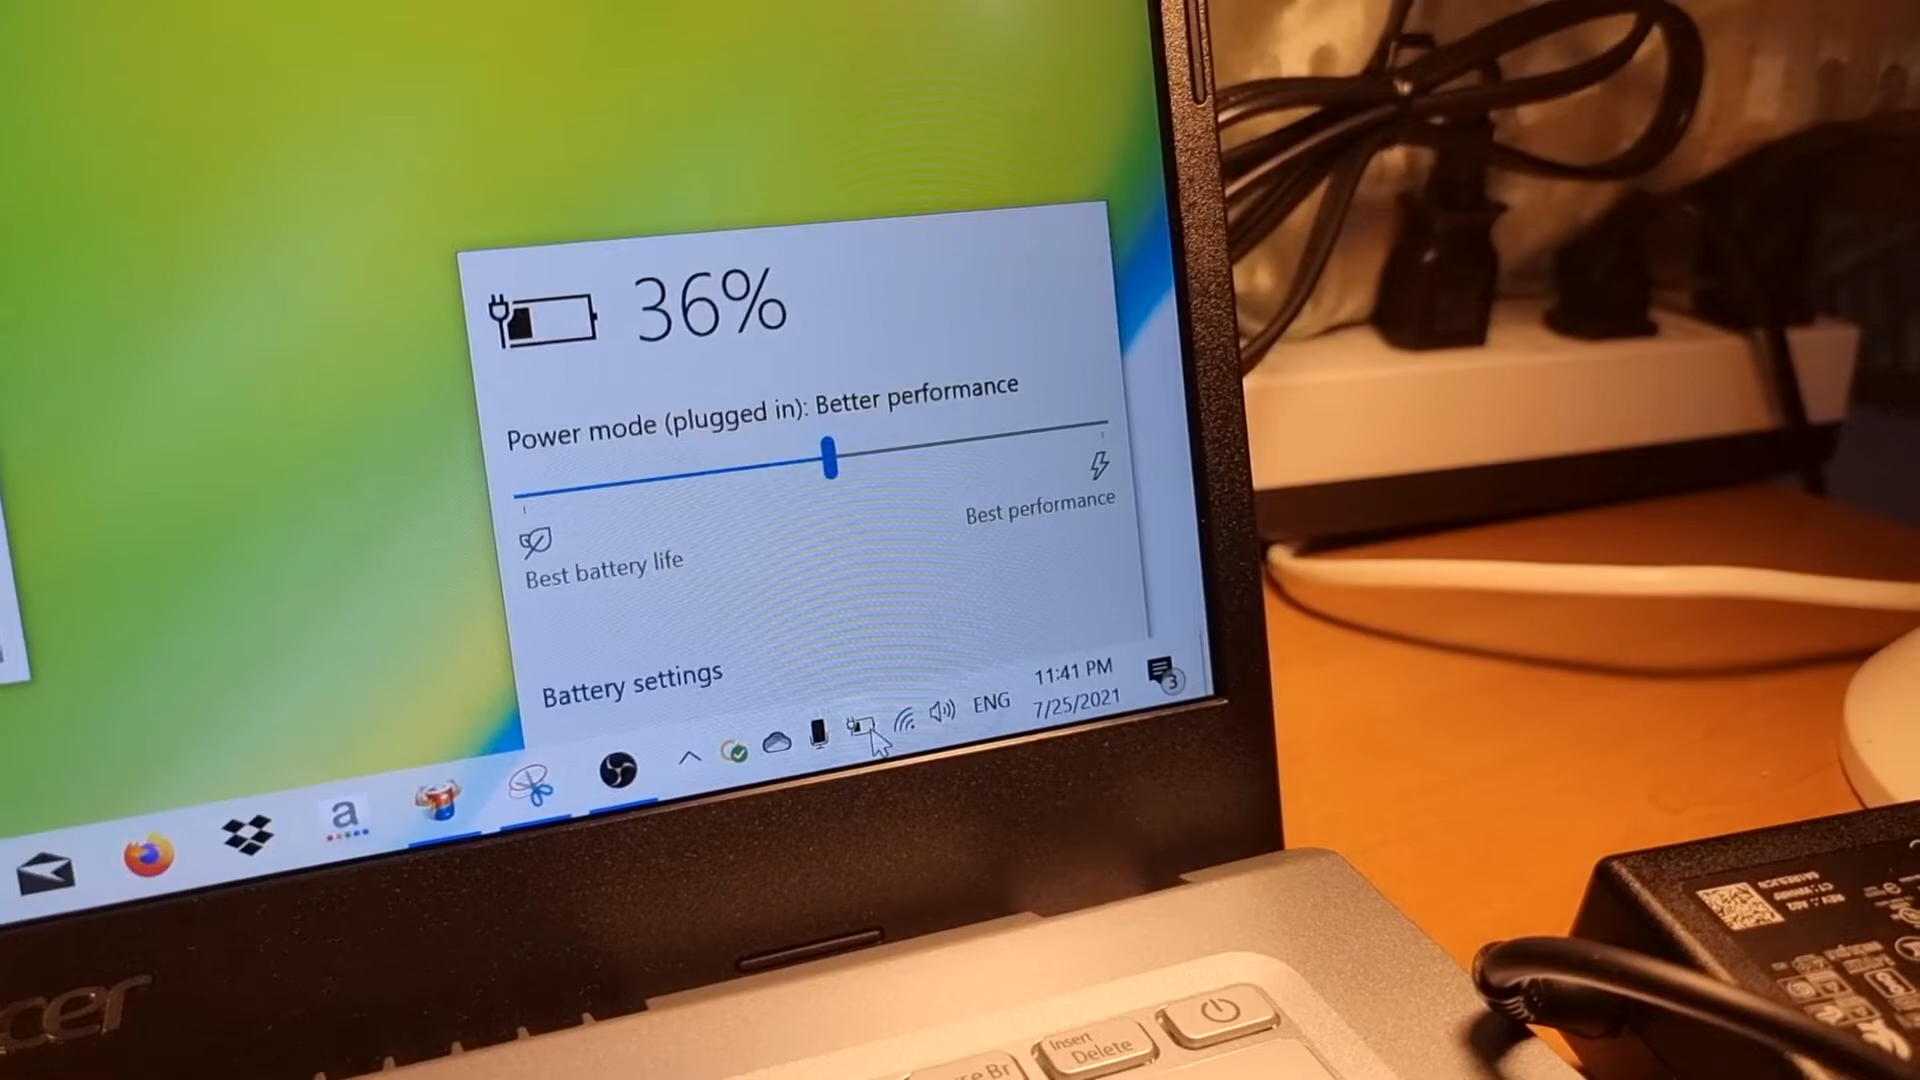 36%
Power mode (plugged in): Better performance
Best performance
Best battery life
Battery settings
11:41 PM
ENG
7/25/2021
3
a
cer
Insert
Delete